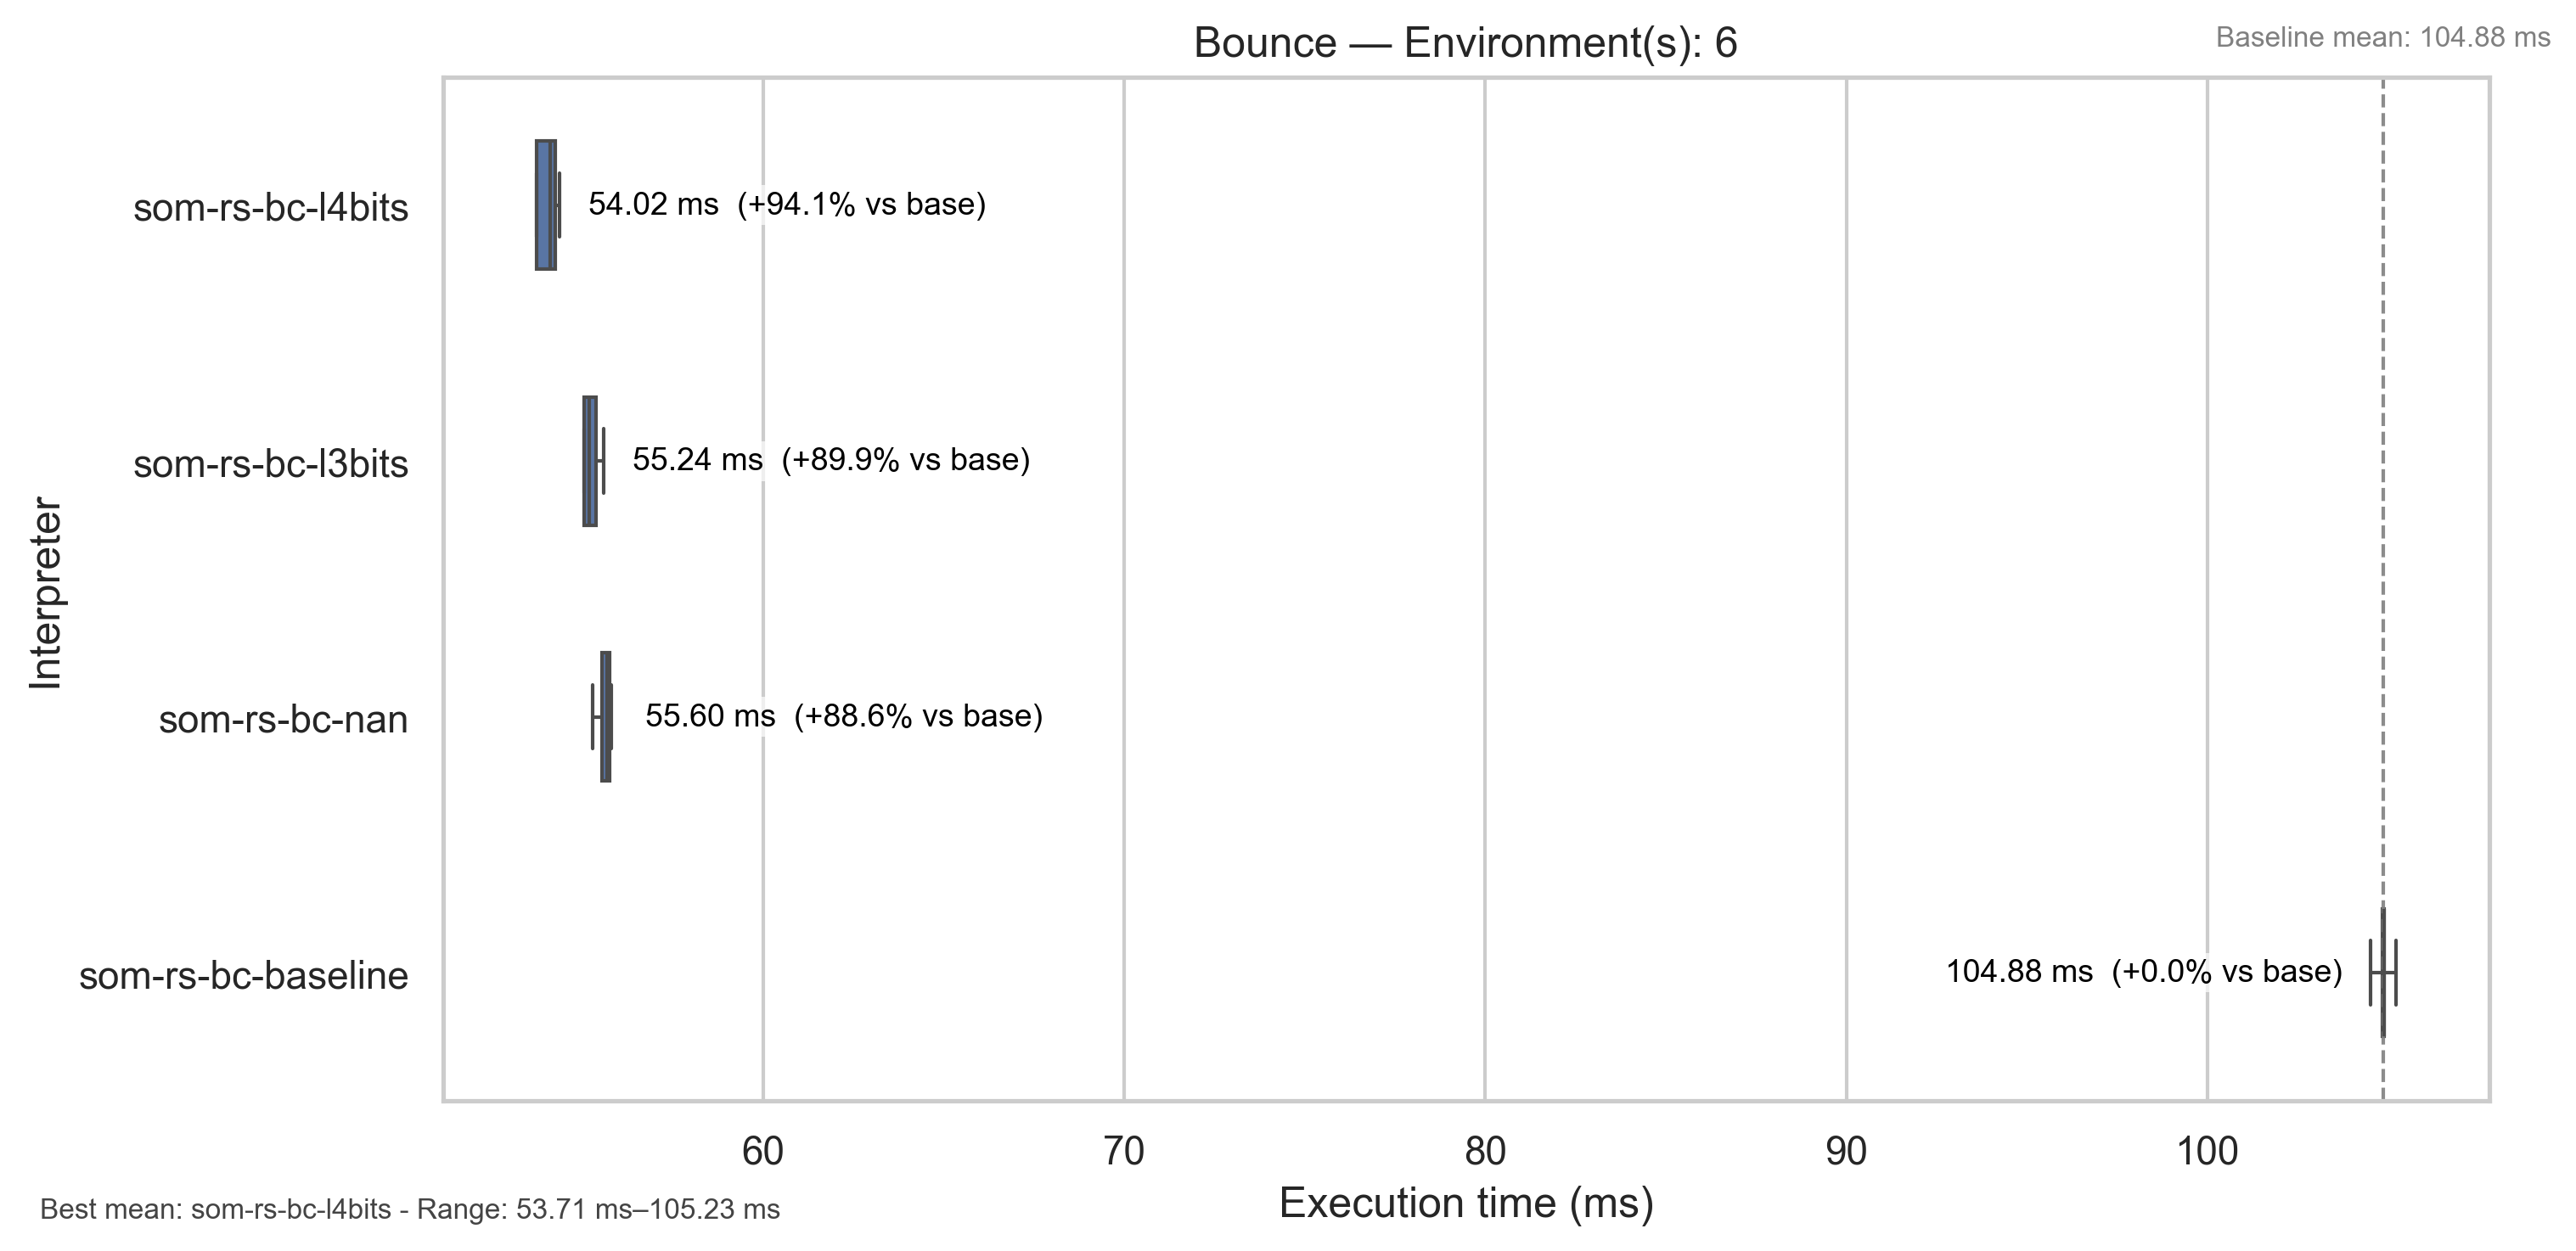 Bounce — Environment(s): 6
Baseline mean: 104.88 ms
Interpreter
som-rs-bc-l4bits
54.02 ms (+94.1% vs base)
som-rs-bc-l3bits
55.24 ms (+89.9% vs base)
som-rs-bc-nan
55.60 ms (+88.6% vs base)
som-rs-bc-baseline
104.88 ms (+0.0% vs base)
60 70 80 90 100
Execution time (ms)
Best mean: som-rs-bc-l4bits - Range: 53.71 ms–105.23 ms